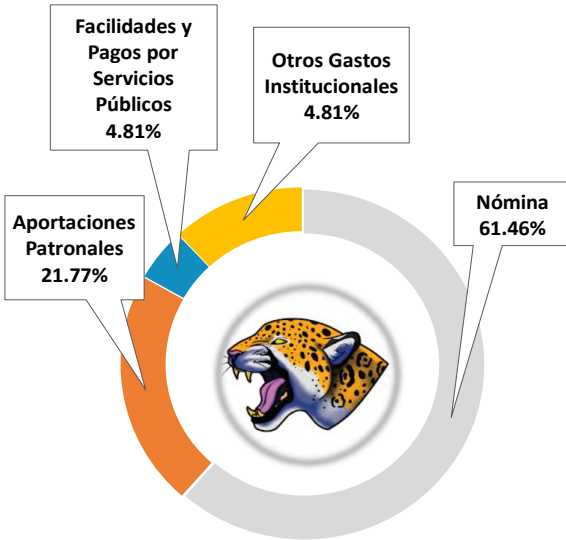 Facilidades y
Pagos por
Servicios
Públicos
4.81%
Otros Gastos
Institucionales
4.81%
Aportaciones
Patronales
21.77%
Nómina
61.46%